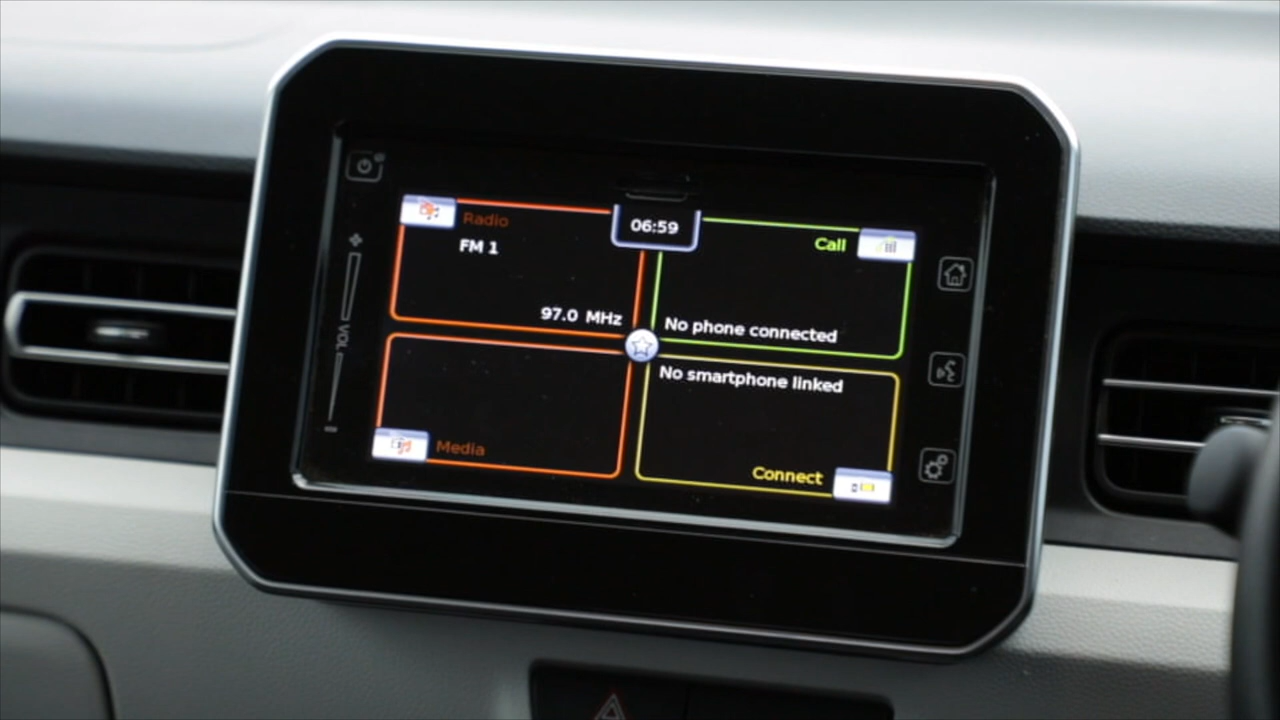 Radio
06:59
FM 1
Call
97.0 MHz
No phone connected
VOL
No smartphone linked
Media
Connect